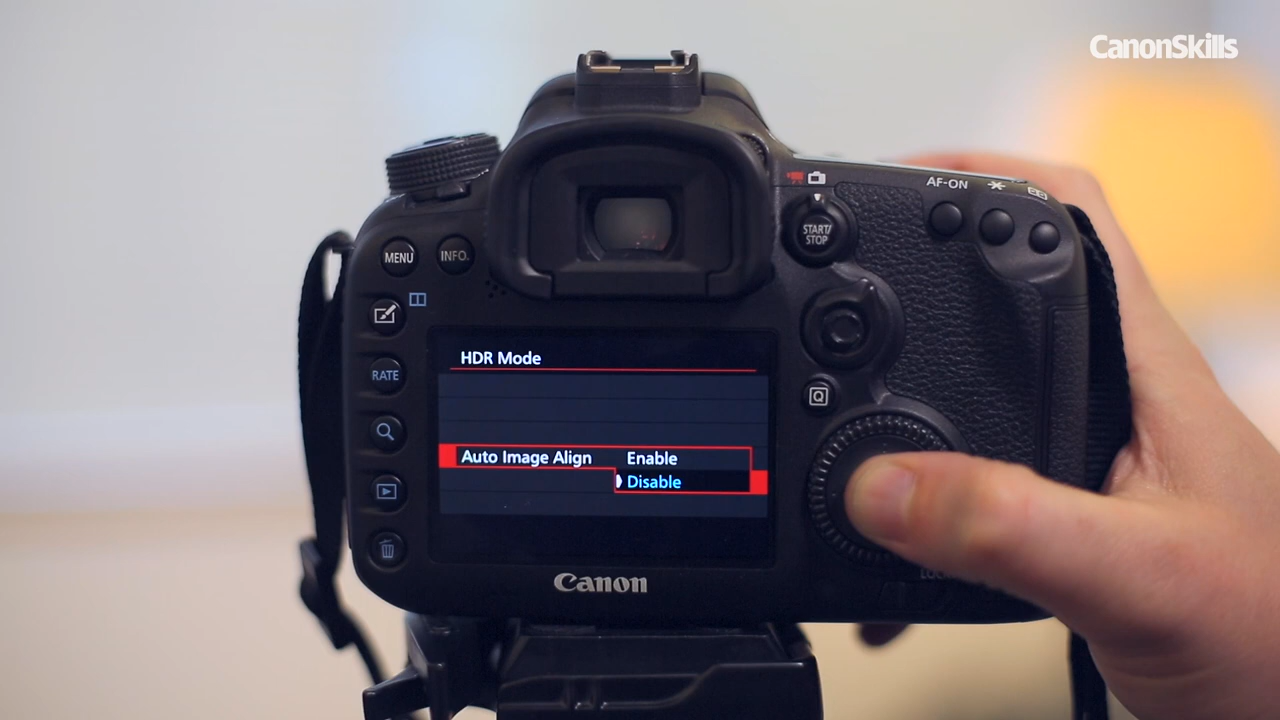 CanonSkills
AF-ON
START/
STOP
MENU
INFO.
RATE
Q
HDR Mode
Auto Image Align
Enable
Disable
Canon